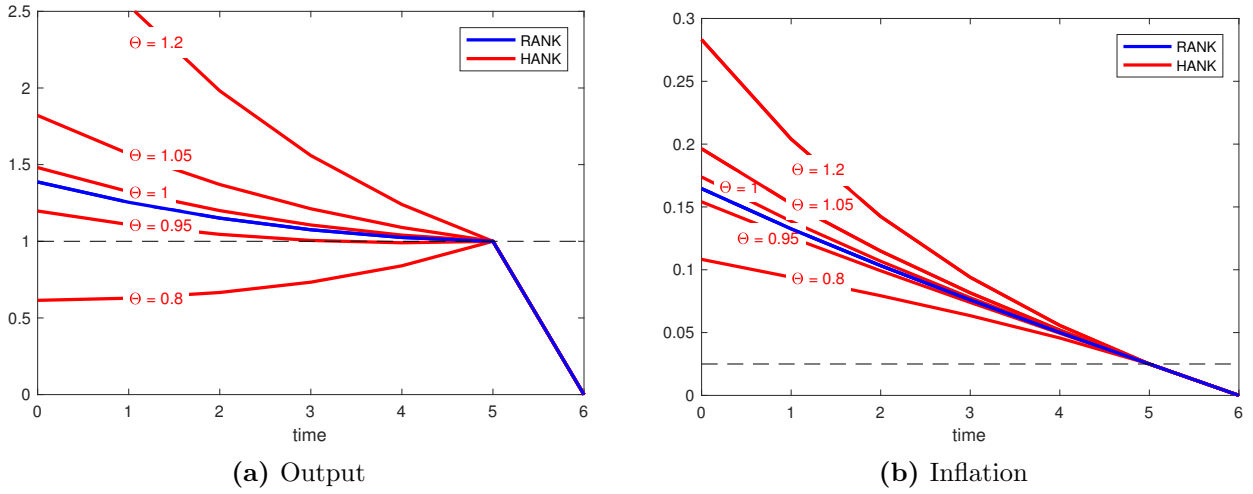 2.5
2
1.5
1
0.5
0
0
1
2
3
4
5
6
time
Θ = 1.2
Θ = 1.05
Θ = 1
Θ = 0.95
Θ = 0.8
RANK
HANK
(a) Output
0.3
0.25
0.2
0.15
0.1
0.05
0
0
1
2
3
4
5
6
time
Θ = 1.2
Θ = 1
Θ = 1.05
Θ = 0.95
Θ = 0.8
RANK
HANK
(b) Inflation